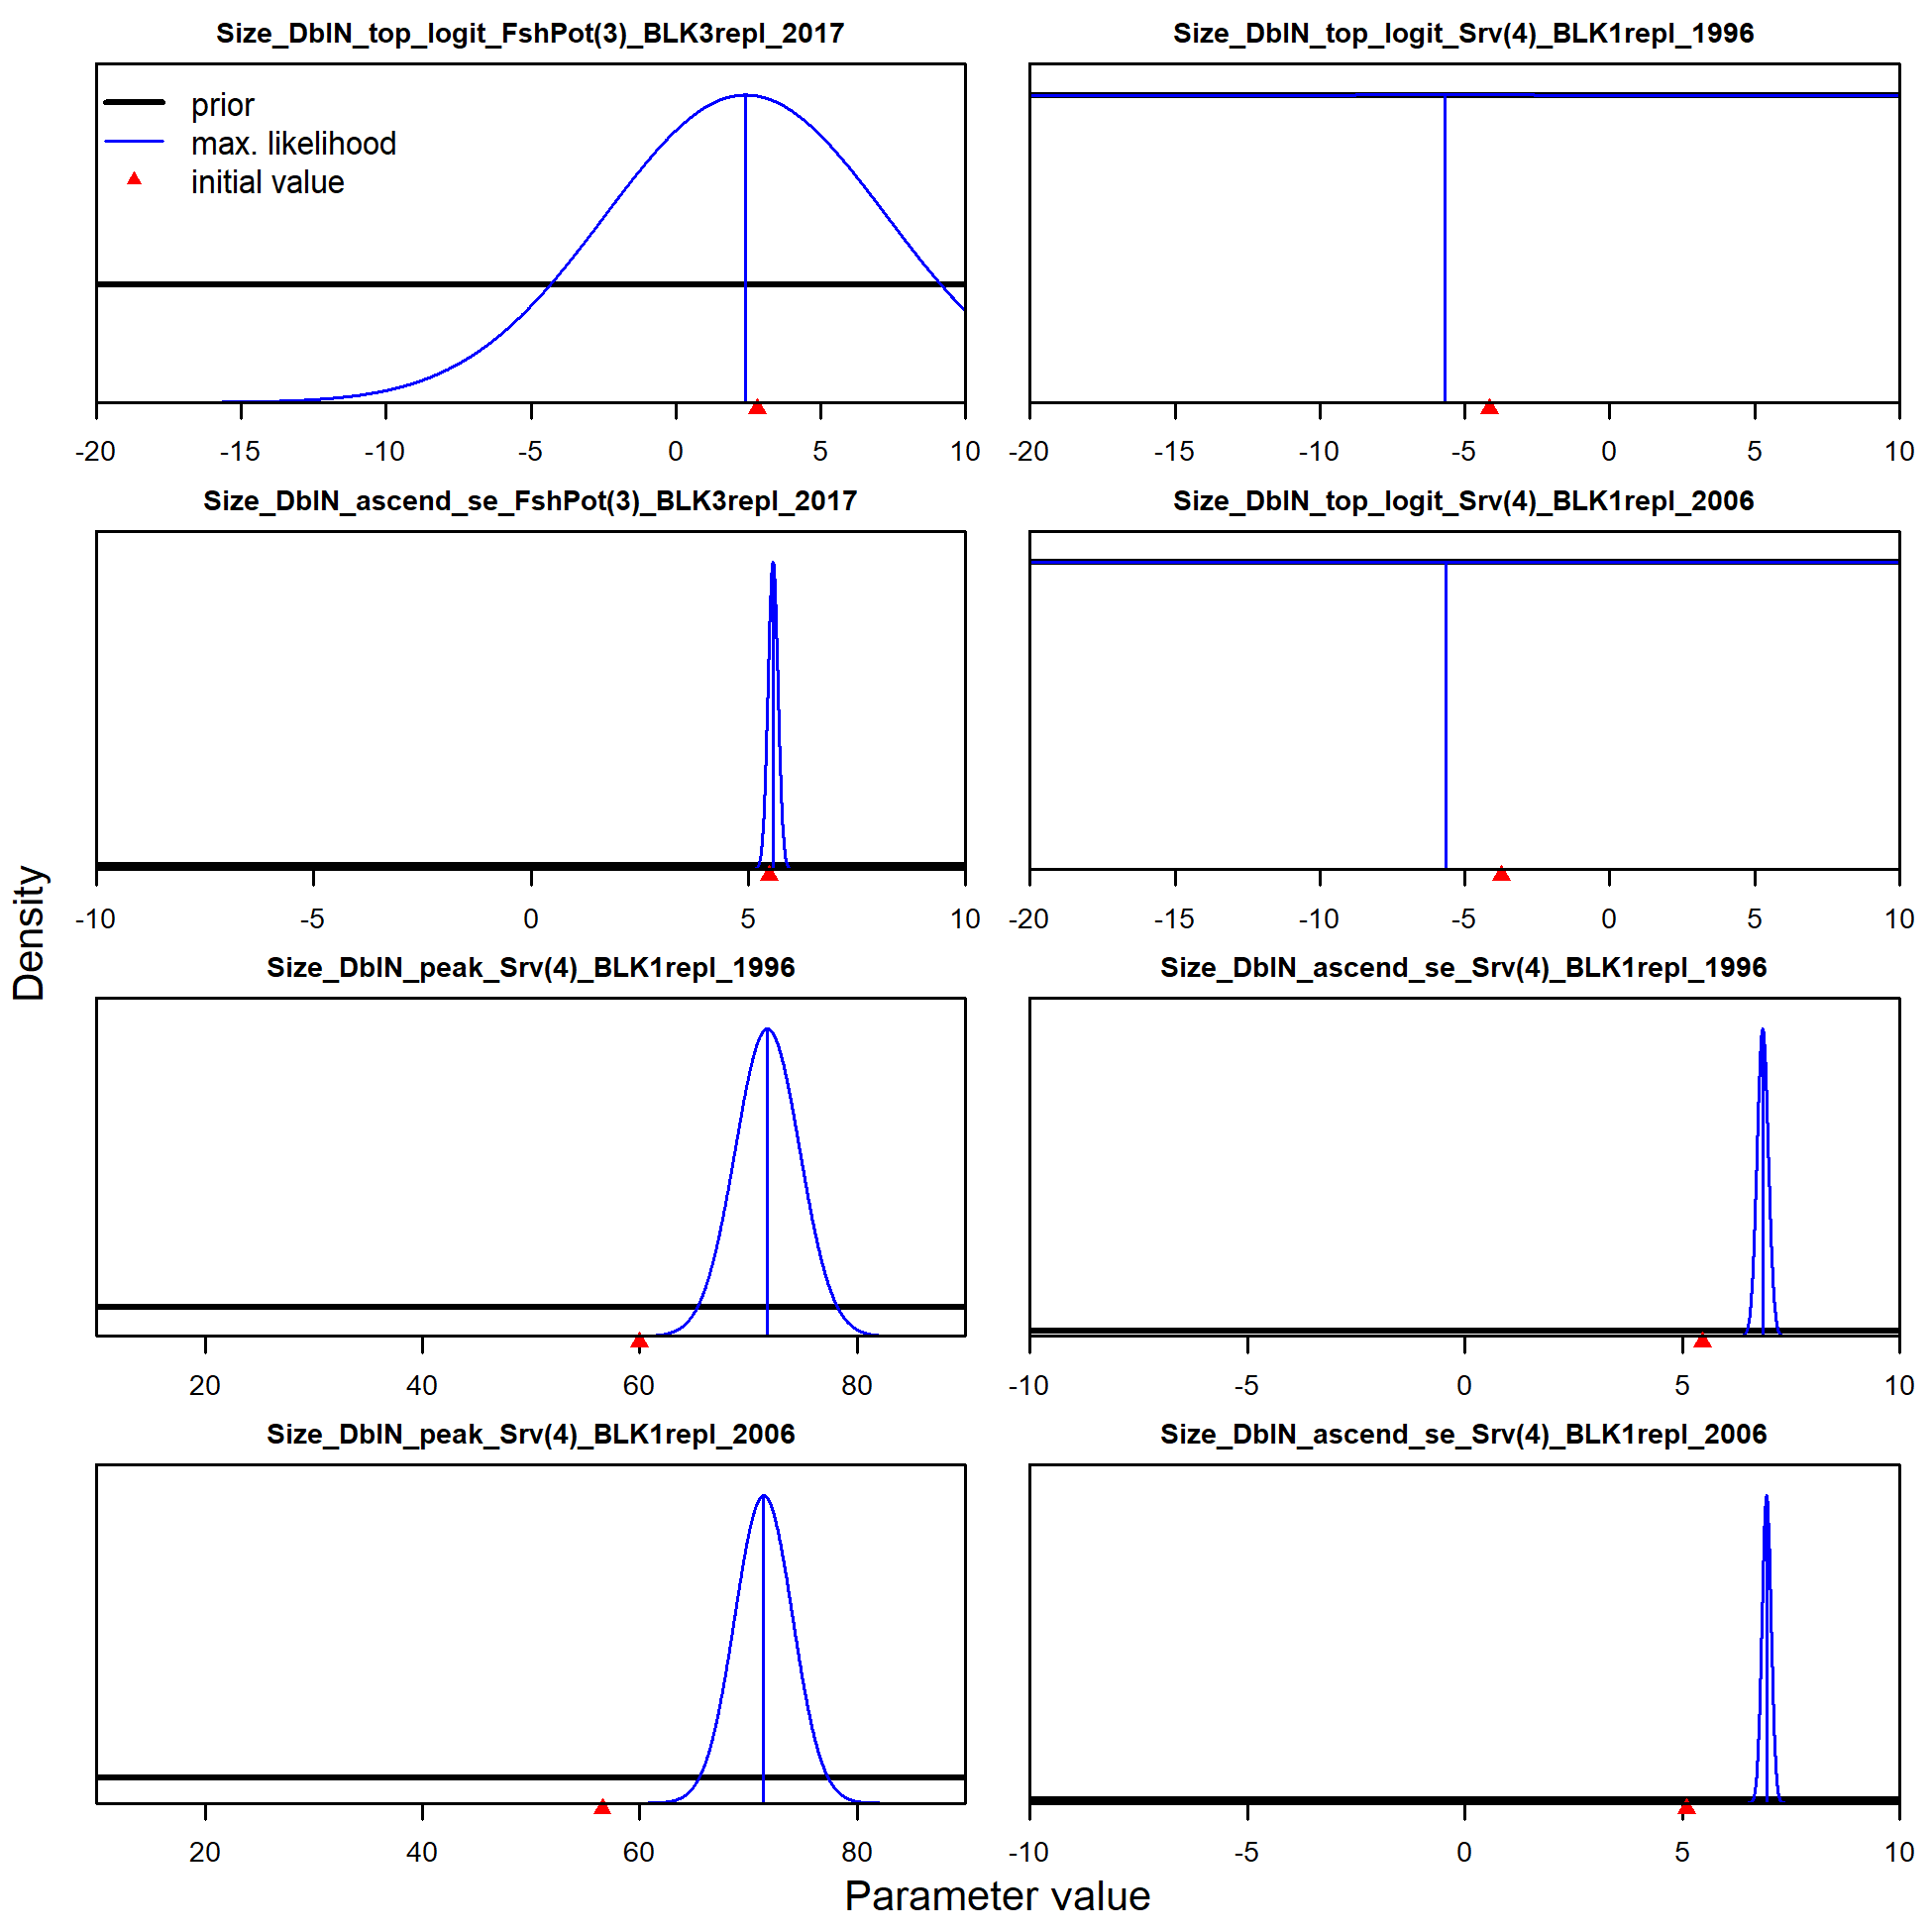 Size_DblN_top_logit_FshPot(3)_BLK3repl_2017
prior
max. likelihood
initial value
-20 -15 -10 -5 0 5 10
Size_DblN_top_logit_Srv(4)_BLK1repl_1996
-20 -15 -10 -5 0 5 10
Size_DblN_ascend_se_FshPot(3)_BLK3repl_2017
-10 -5 0 5 10
Size_DblN_top_logit_Srv(4)_BLK1repl_2006
-20 -15 -10 -5 0 5 10
Size_DblN_peak_Srv(4)_BLK1repl_1996
20 40 60 80
Size_DblN_ascend_se_Srv(4)_BLK1repl_1996
-10 -5 0 5 10
Size_DblN_peak_Srv(4)_BLK1repl_2006
20 40 60 80
Size_DblN_ascend_se_Srv(4)_BLK1repl_2006
-10 -5 0 5 10
Density
Parameter value